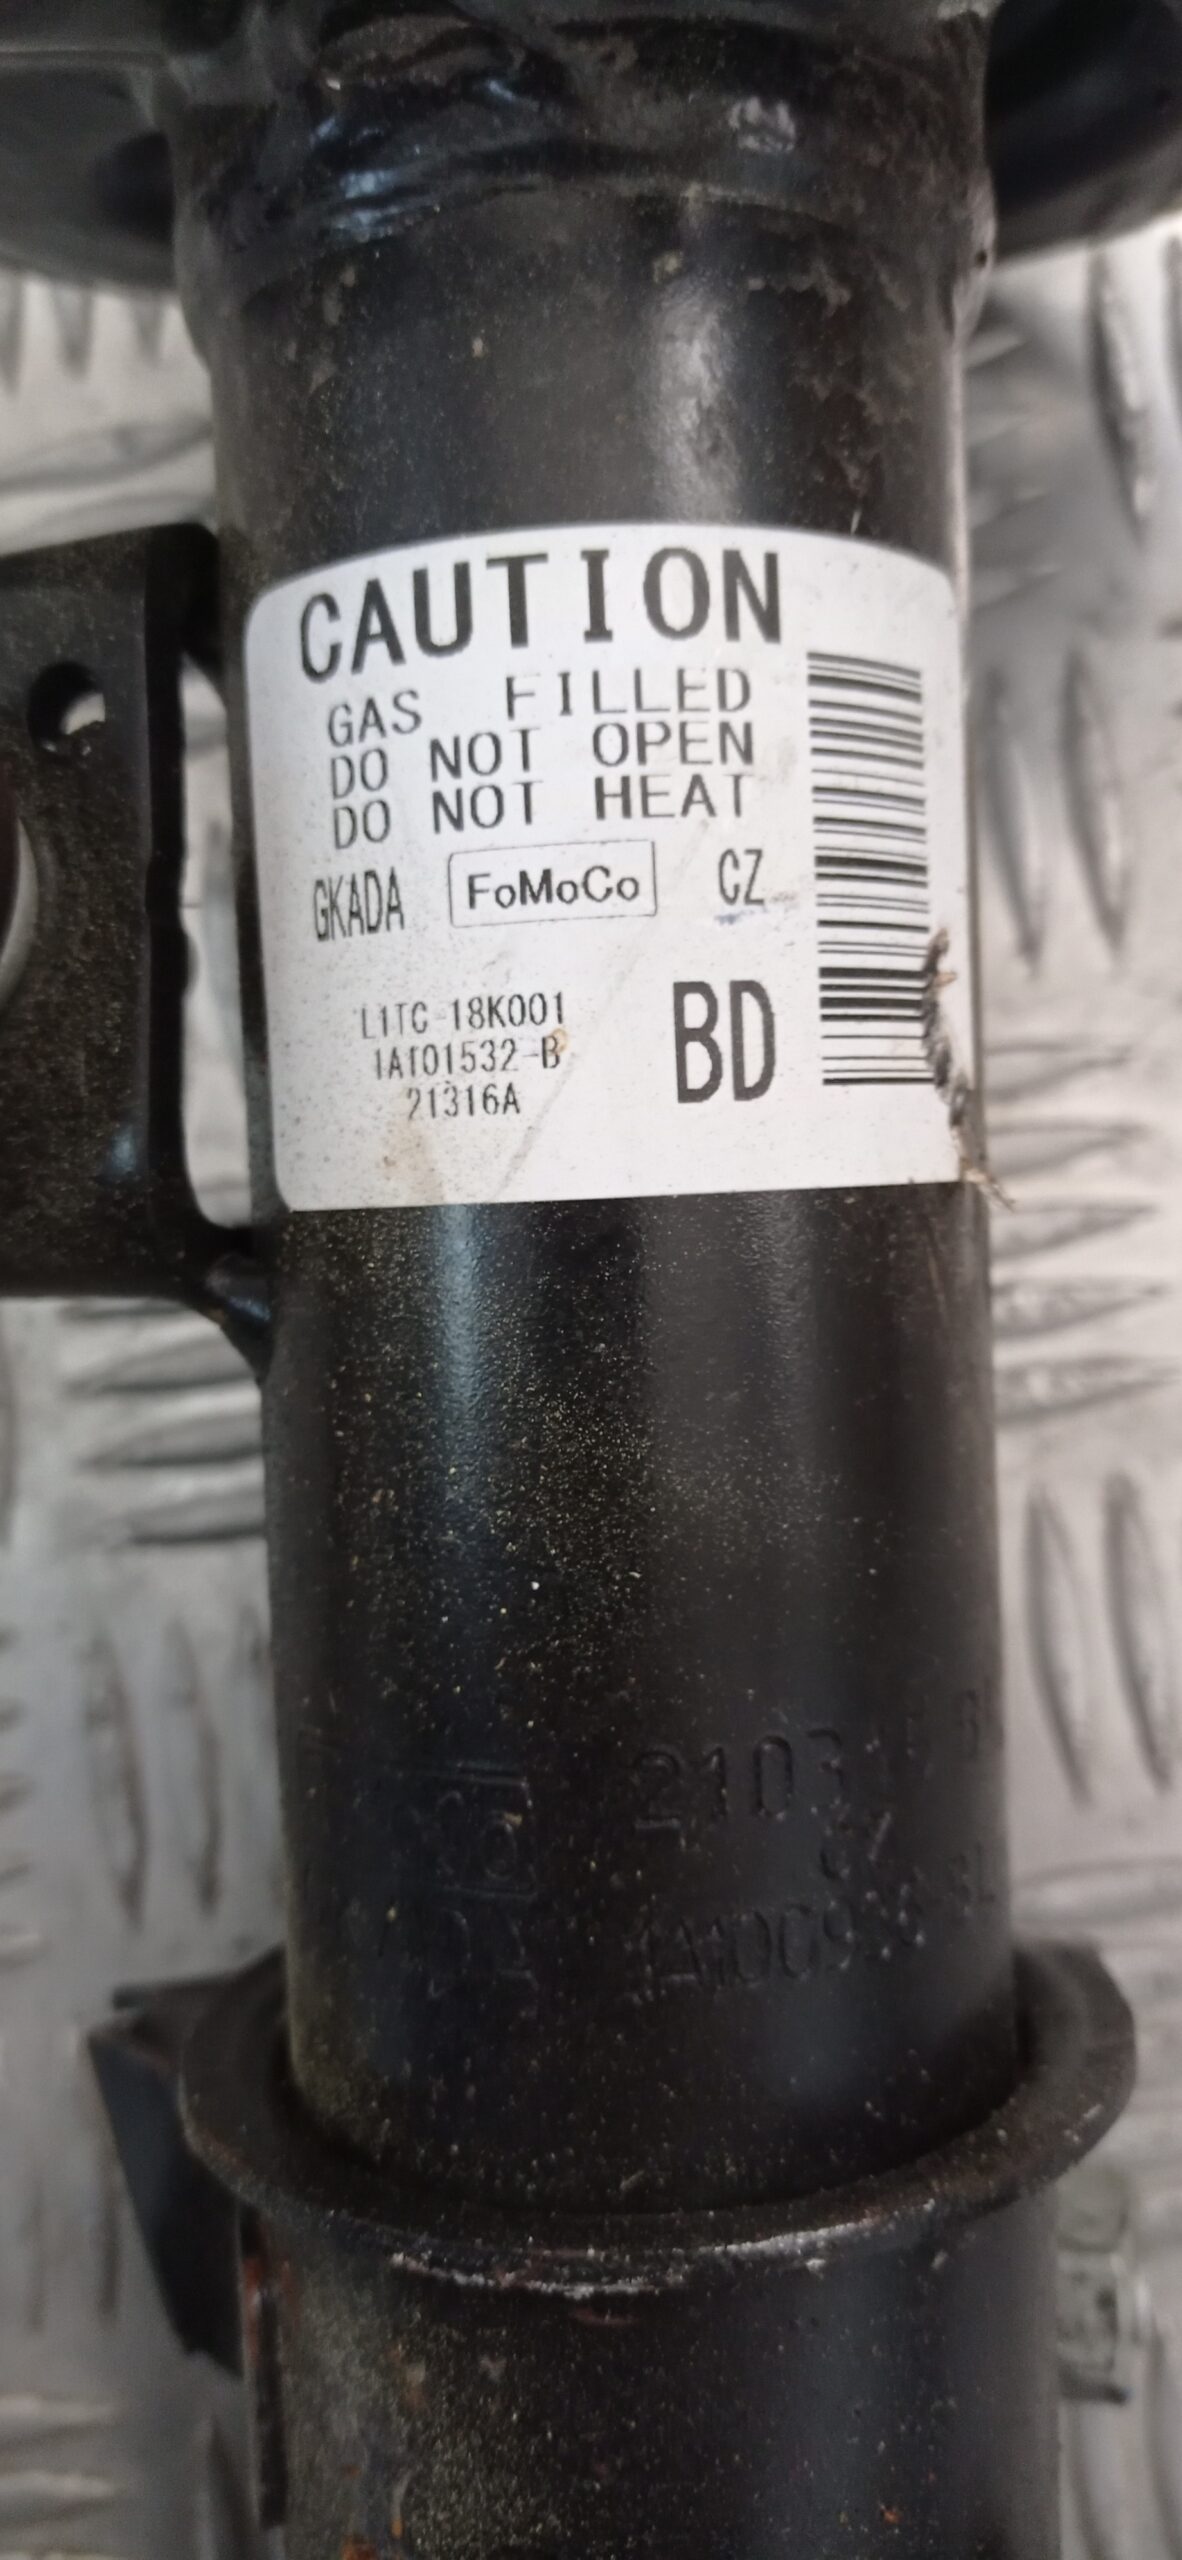 CAUTION
GAS FILLED
DO NOT OPEN
DO NOT HEAT
GKADA FoMoCo CZ
L1TC-18K001
1A101532-B
21316A
BD